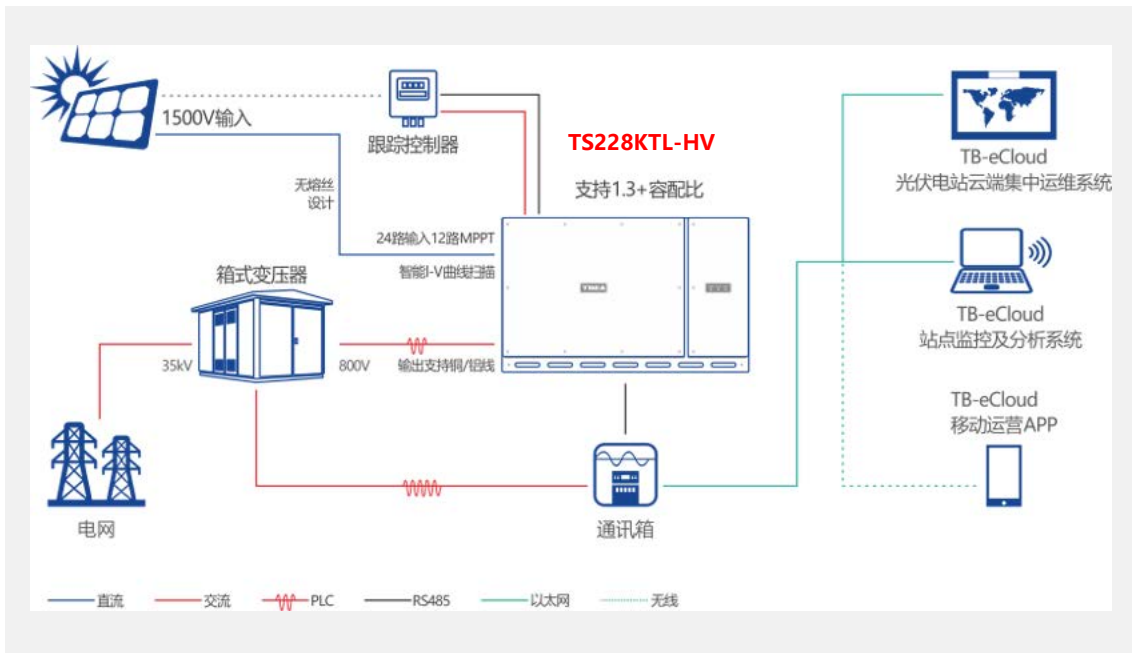 1500V输入
跟踪控制器
TS228KTL-HV
支持1.3+容配比
TB-eCloud
光伏电站云端集中运维系统
无熔丝
设计
24路输入12路MPPT
智能I-V曲线扫描
箱式变压器
35kV
800V
输出支持铜/铝线
TB-eCloud
站点监控及分析系统
TB-eCloud
移动运营APP
电网
通讯箱
直流
交流
PLC
RS485
以太网
无线